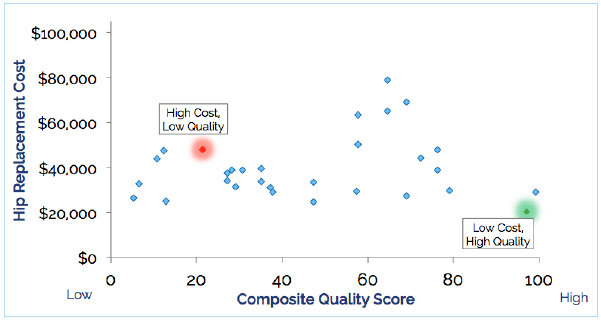 $100,000
$80,000
$60,000
$40,000
$20,000
$0
Hip Replacement Cost
High Cost,
Low Quality
Low Cost,
High Quality
0 20 40 60 80 100
Low Composite Quality Score High